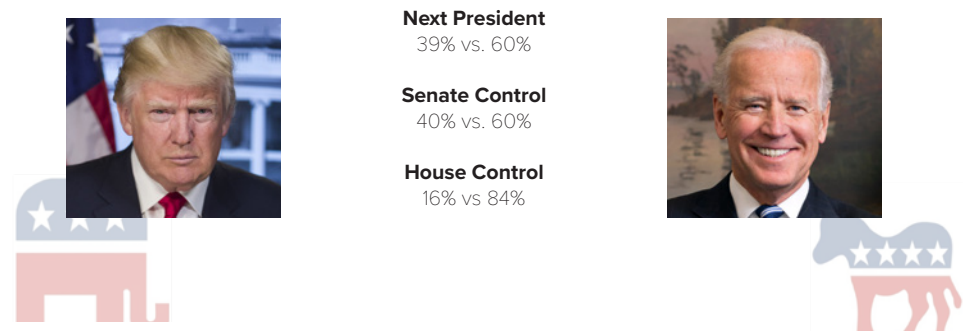 Next President
39% vs. 60%
Senate Control
40% vs. 60%
House Control
16% vs 84%